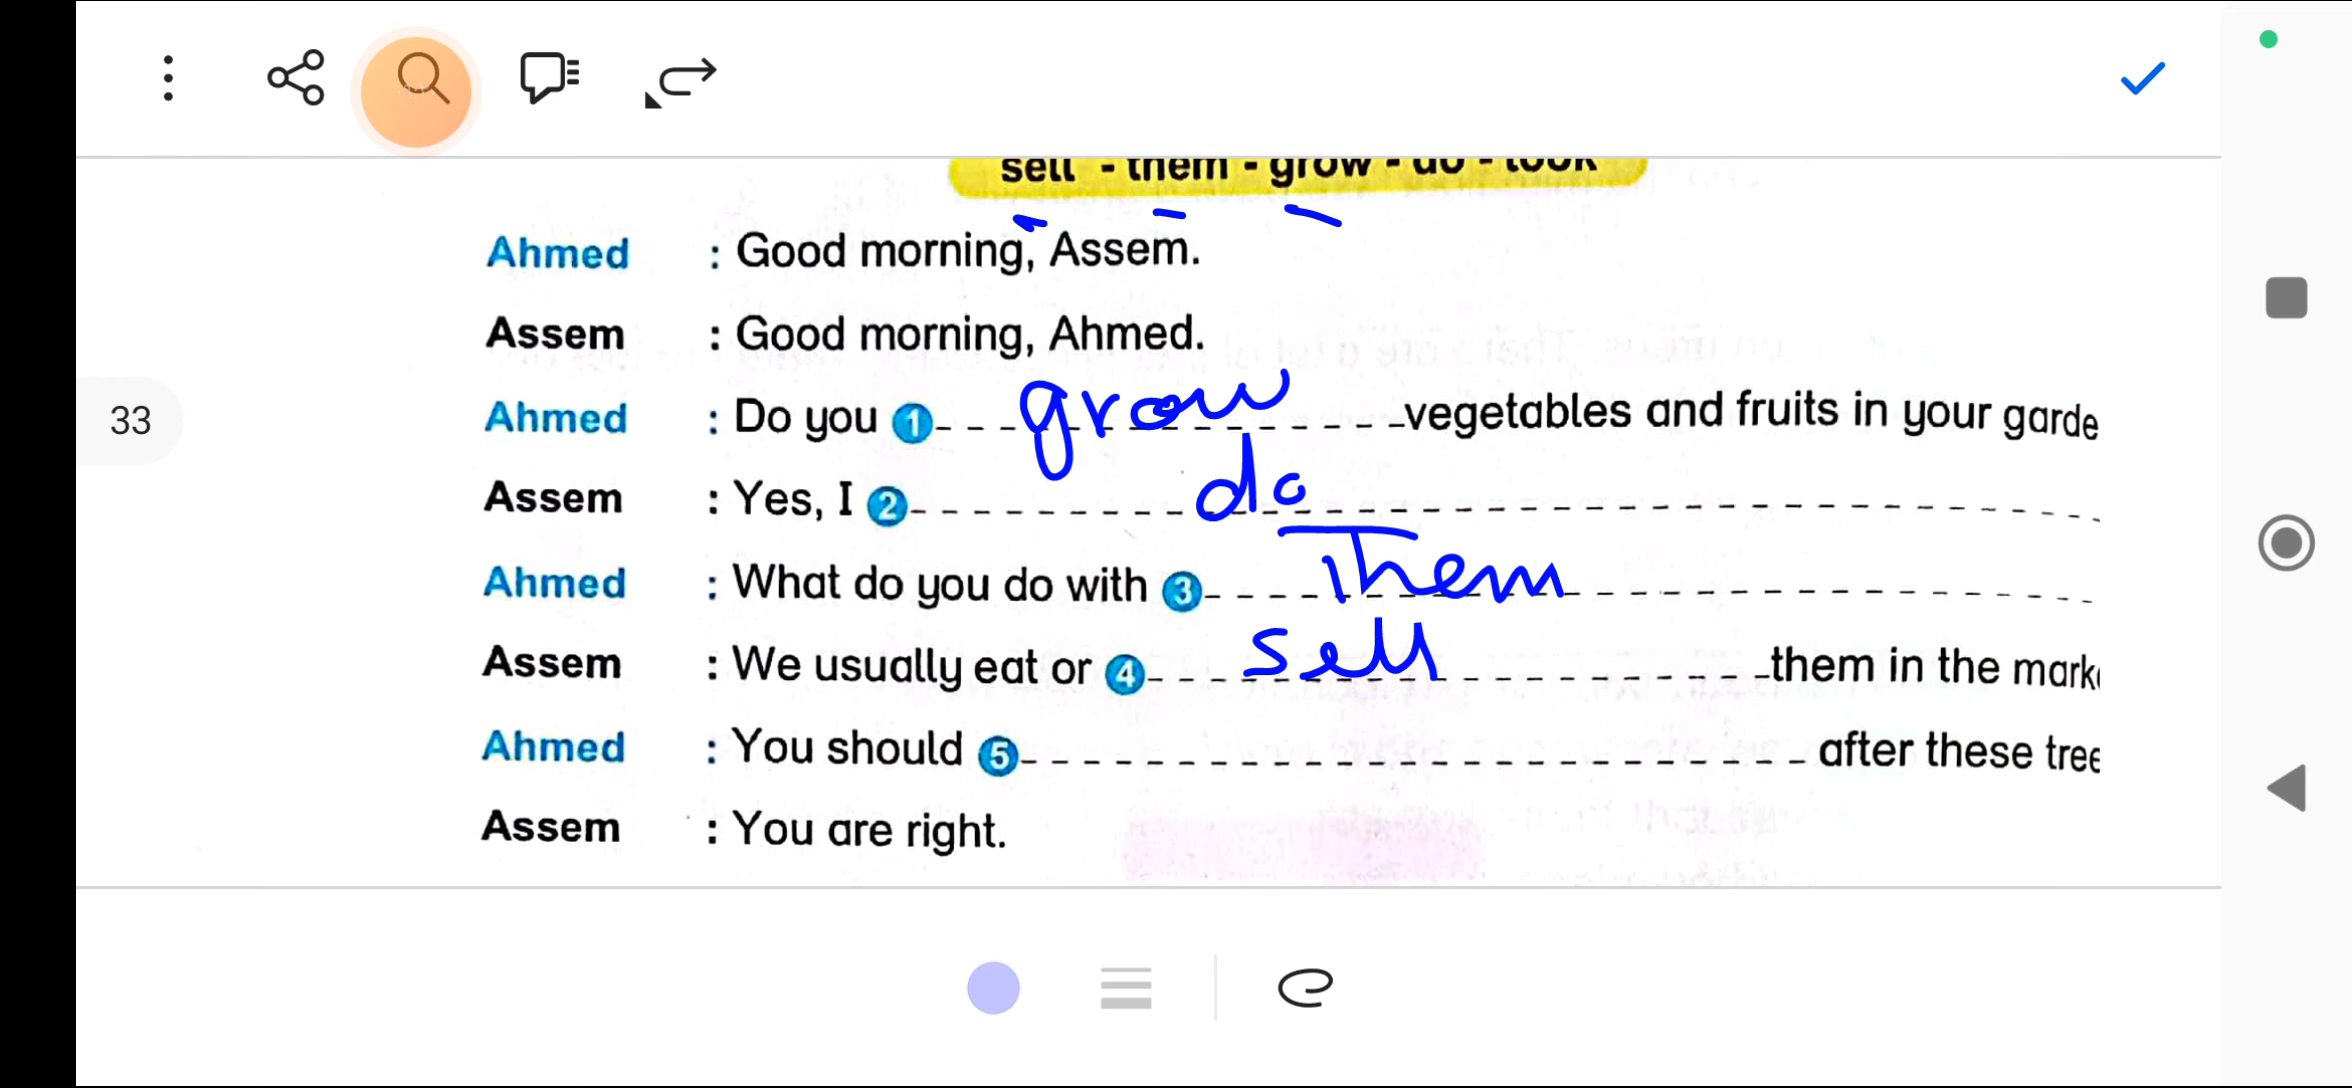 sell - them - grow - do - look
Ahmed : Good morning, Assem.
Assem : Good morning, Ahmed.
33
Ahmed : Do you 1 grow vegetables and fruits in your garde
Assem : Yes, I 2 do
Ahmed : What do you do with 3 Them
Assem : We usually eat or 4 sell them in the mark
Ahmed : You should 5 after these tree
Assem : You are right.